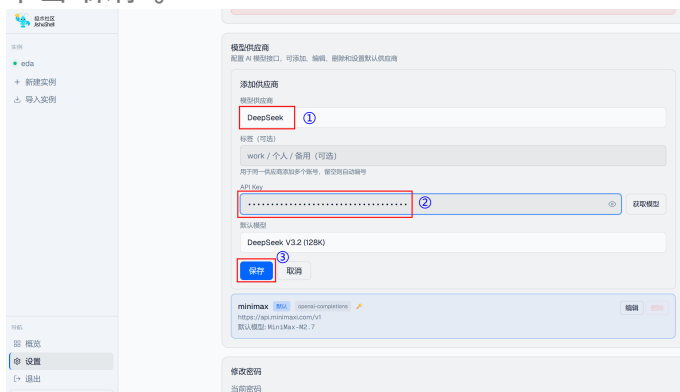 技术社区
JishuShell
实例
eda
+ 新建实例
导入实例
导航
概览
设置
退出
模型供应商
配置 AI 模型接口，可添加、编辑、删除和设置默认供应商
添加供应商
模型供应商
DeepSeek ①
标签（可选）
work / 个人 / 备用（可选）
用于同一供应商添加多个账号，留空则自动编号
API Key
•••••••••••••••••••••••••••••••••••• ② 获取模型
默认模型
DeepSeek V3.2 (128K)
③
保存 取消
minimax 默认 openai-completions 编辑
https://api.minimaxi.com/v1
默认模型: MiniMax-M2.7
修改密码
当前密码